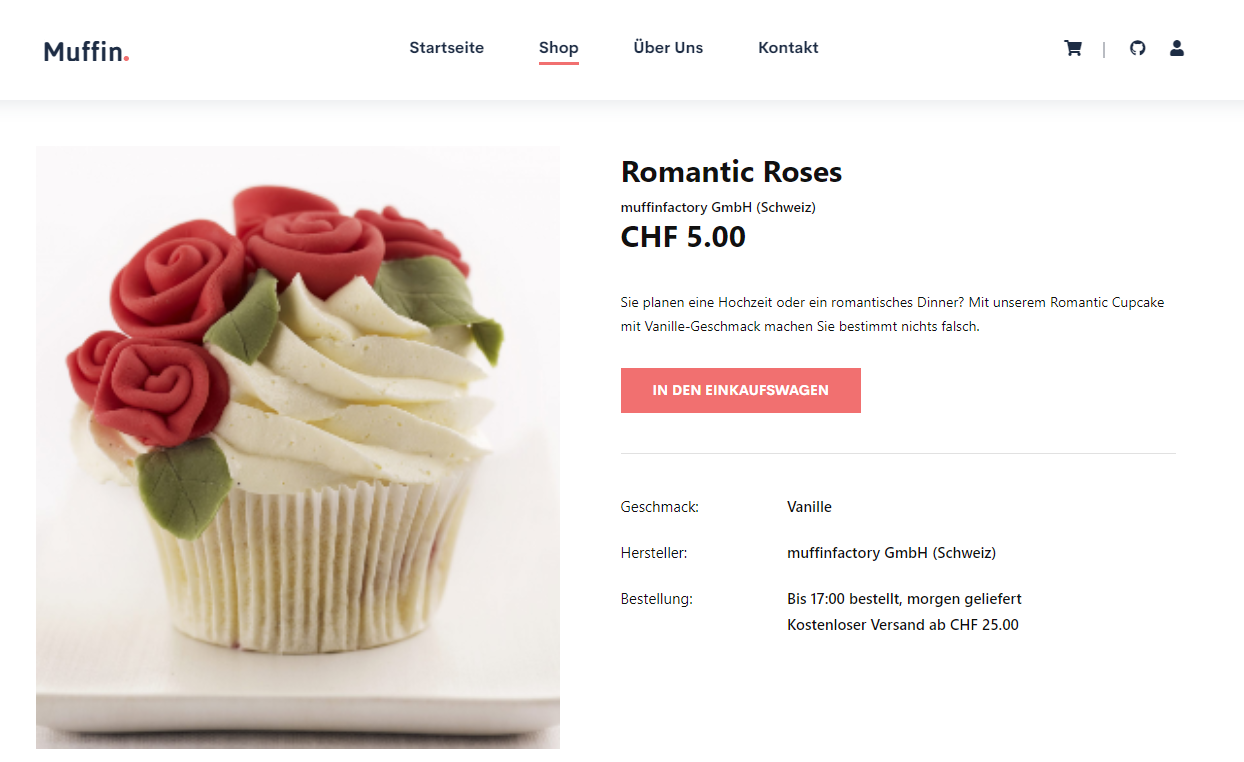 Muffin.
Startseite
Shop
Über Uns
Kontakt
|
Romantic Roses
muffinfactory GmbH (Schweiz)
CHF 5.00
Sie planen eine Hochzeit oder ein romantisches Dinner? Mit unserem Romantic Cupcake
mit Vanille-Geschmack machen Sie bestimmt nichts falsch.
IN DEN EINKAUFSWAGEN
Geschmack: Vanille
Hersteller: muffinfactory GmbH (Schweiz)
Bestellung: Bis 17:00 bestellt, morgen geliefert
Kostenloser Versand ab CHF 25.00